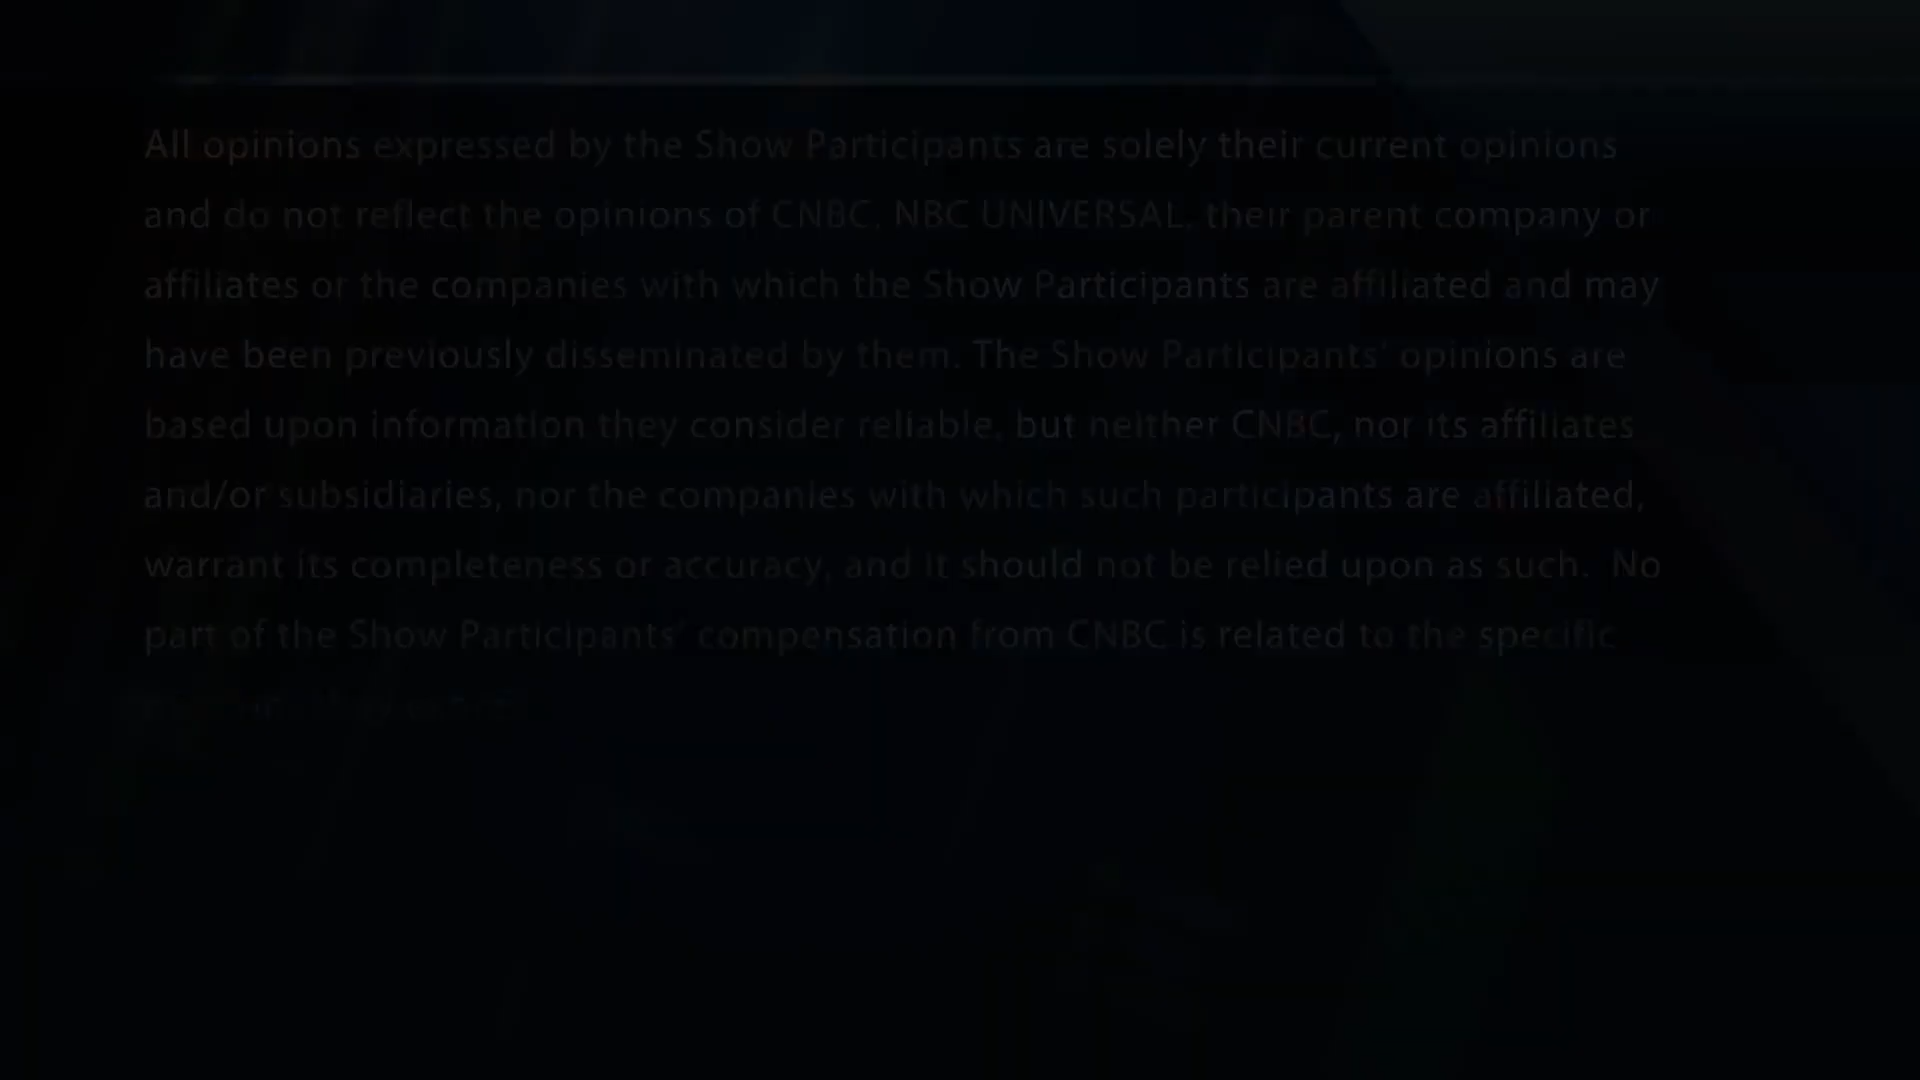 All opinions expressed by the Show Participants are solely their current opinions
and do not reflect the opinions of CNBC, NBC UNIVERSAL, their parent company or
affiliates or the companies with which the Show Participants are affiliated and may
have been previously disseminated by them. The Show Participants' opinions are
based upon information they consider reliable, but neither CNBC, nor its affiliates
and/or subsidiaries, nor the companies with which such participants are affiliated,
warrant its completeness or accuracy, and it should not be relied upon as such. No
part of the Show Participants' compensation from CNBC is related to the specific